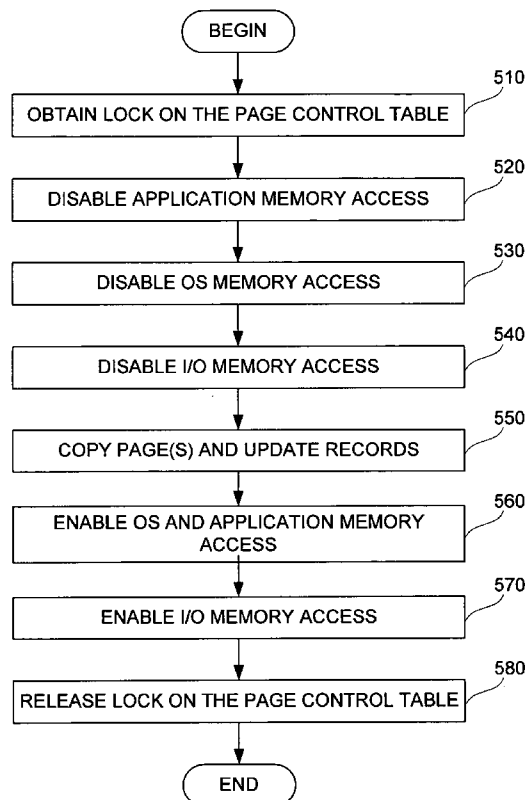 BEGIN
510
OBTAIN LOCK ON THE PAGE CONTROL TABLE
520
DISABLE APPLICATION MEMORY ACCESS
530
DISABLE OS MEMORY ACCESS
540
DISABLE I/O MEMORY ACCESS
550
COPY PAGE(S) AND UPDATE RECORDS
560
ENABLE OS AND APPLICATION MEMORY
ACCESS
570
ENABLE I/O MEMORY ACCESS
580
RELEASE LOCK ON THE PAGE CONTROL TABLE
END